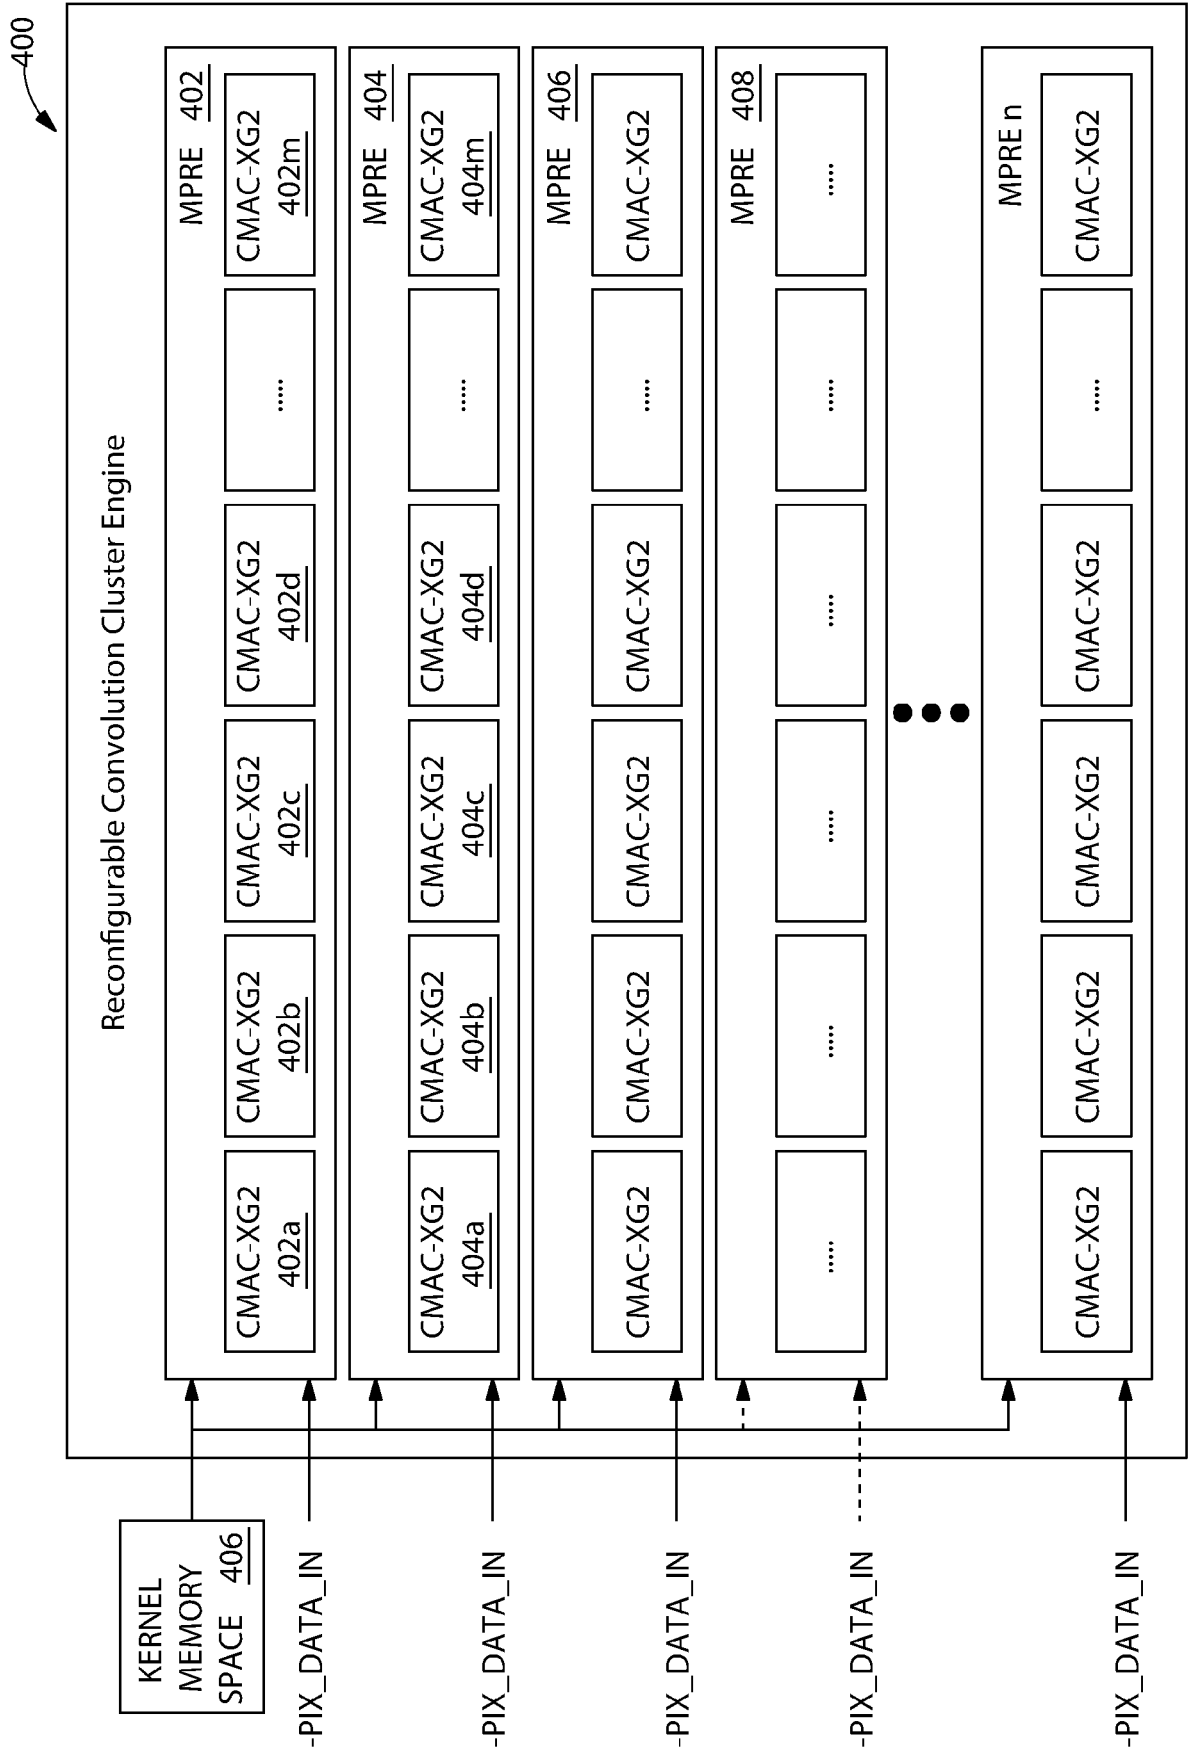 400
Reconfigurable Convolution Cluster Engine
KERNEL
MEMORY
SPACE 406
-PIX_DATA_IN
MPRE 402
CMAC-XG2
402a
CMAC-XG2
402b
CMAC-XG2
402c
CMAC-XG2
402d
.....
CMAC-XG2
402m
-PIX_DATA_IN
MPRE 404
CMAC-XG2
404a
CMAC-XG2
404b
CMAC-XG2
404c
CMAC-XG2
404d
.....
CMAC-XG2
404m
-PIX_DATA_IN
MPRE 406
CMAC-XG2
CMAC-XG2
CMAC-XG2
CMAC-XG2
.....
CMAC-XG2
-PIX_DATA_IN
MPRE 408
.....
.....
.....
.....
.....
.....
-PIX_DATA_IN
MPRE n
CMAC-XG2
CMAC-XG2
CMAC-XG2
CMAC-XG2
.....
CMAC-XG2